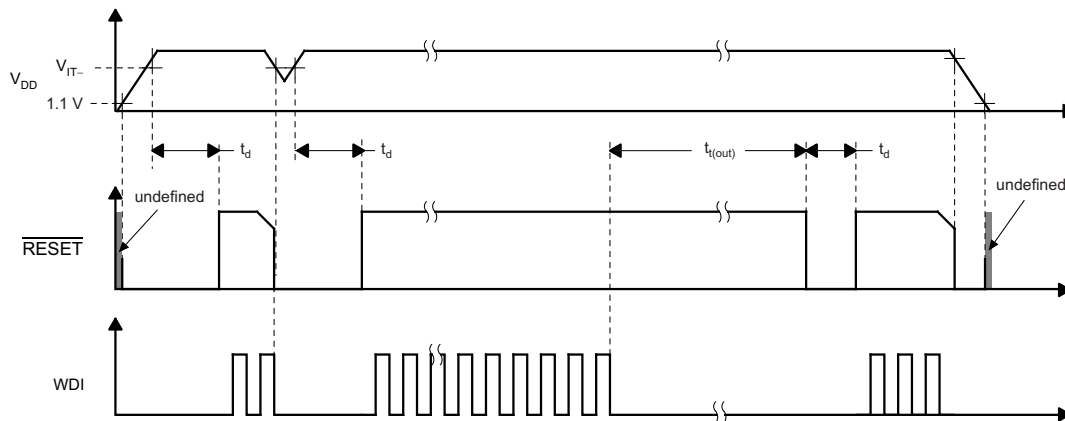 V_IT–
V_DD
1.1 V
t_d
t_d
t_t(out)
t_d
undefined
undefined
RESET
WDI